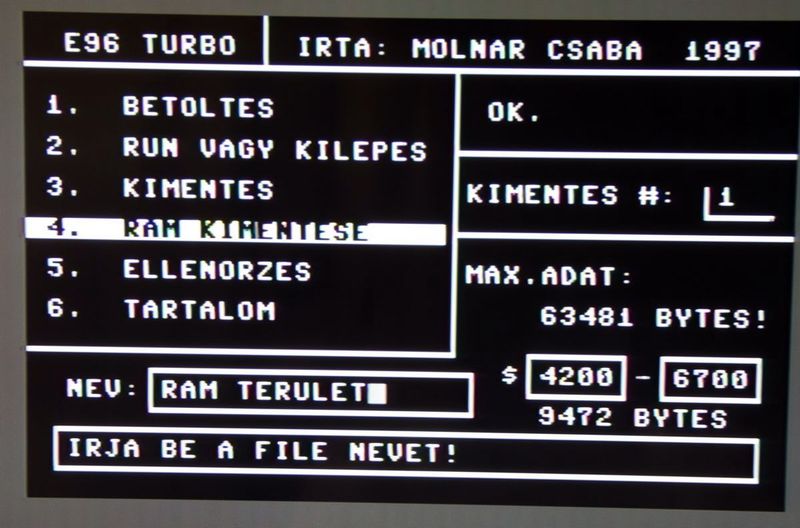 E96 TURBO
IRTA: MOLNAR CSABA 1997
1. BETOLTES
2. RUN VAGY KILEPES
3. KIMENTES
4. RAM KIMENTESE
5. ELLENORZES
6. TARTALOM
OK.
KIMENTES #: 1
MAX.ADAT:
63481 BYTES!
$ 4200 - 6700
9472 BYTES
NEV: RAM TERULET
IRJA BE A FILE NEVET!